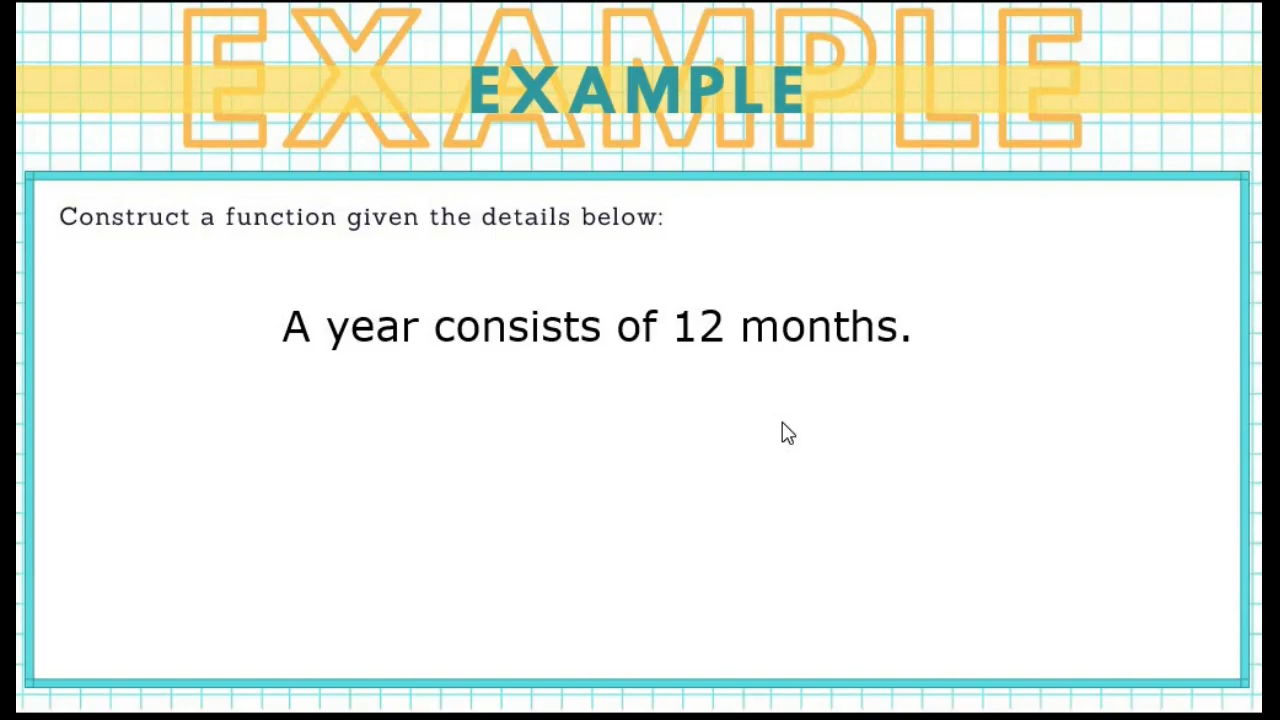 EXAMPLE
EXAMPLE
Construct a function given the details below:
A year consists of 12 months.